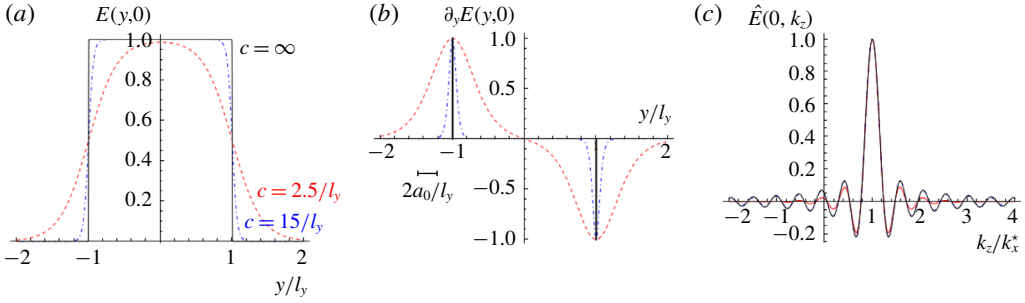 (a)
E(y,0)
1.0
0.8
0.6
0.4
0.2
c = ∞
c = 2.5/l_y
c = 15/l_y
−2
−1
1
2
y/l_y
(b)
∂_yE(y,0)
1.0
0.5
−0.5
−1.0
−2
−1
2
y/l_y
2a_0/l_y
(c)
Ê(0, k_z)
1.0
0.8
0.6
0.4
0.2
−0.2
−2
−1
0
1
2
3
4
k_z/k_x^⋆